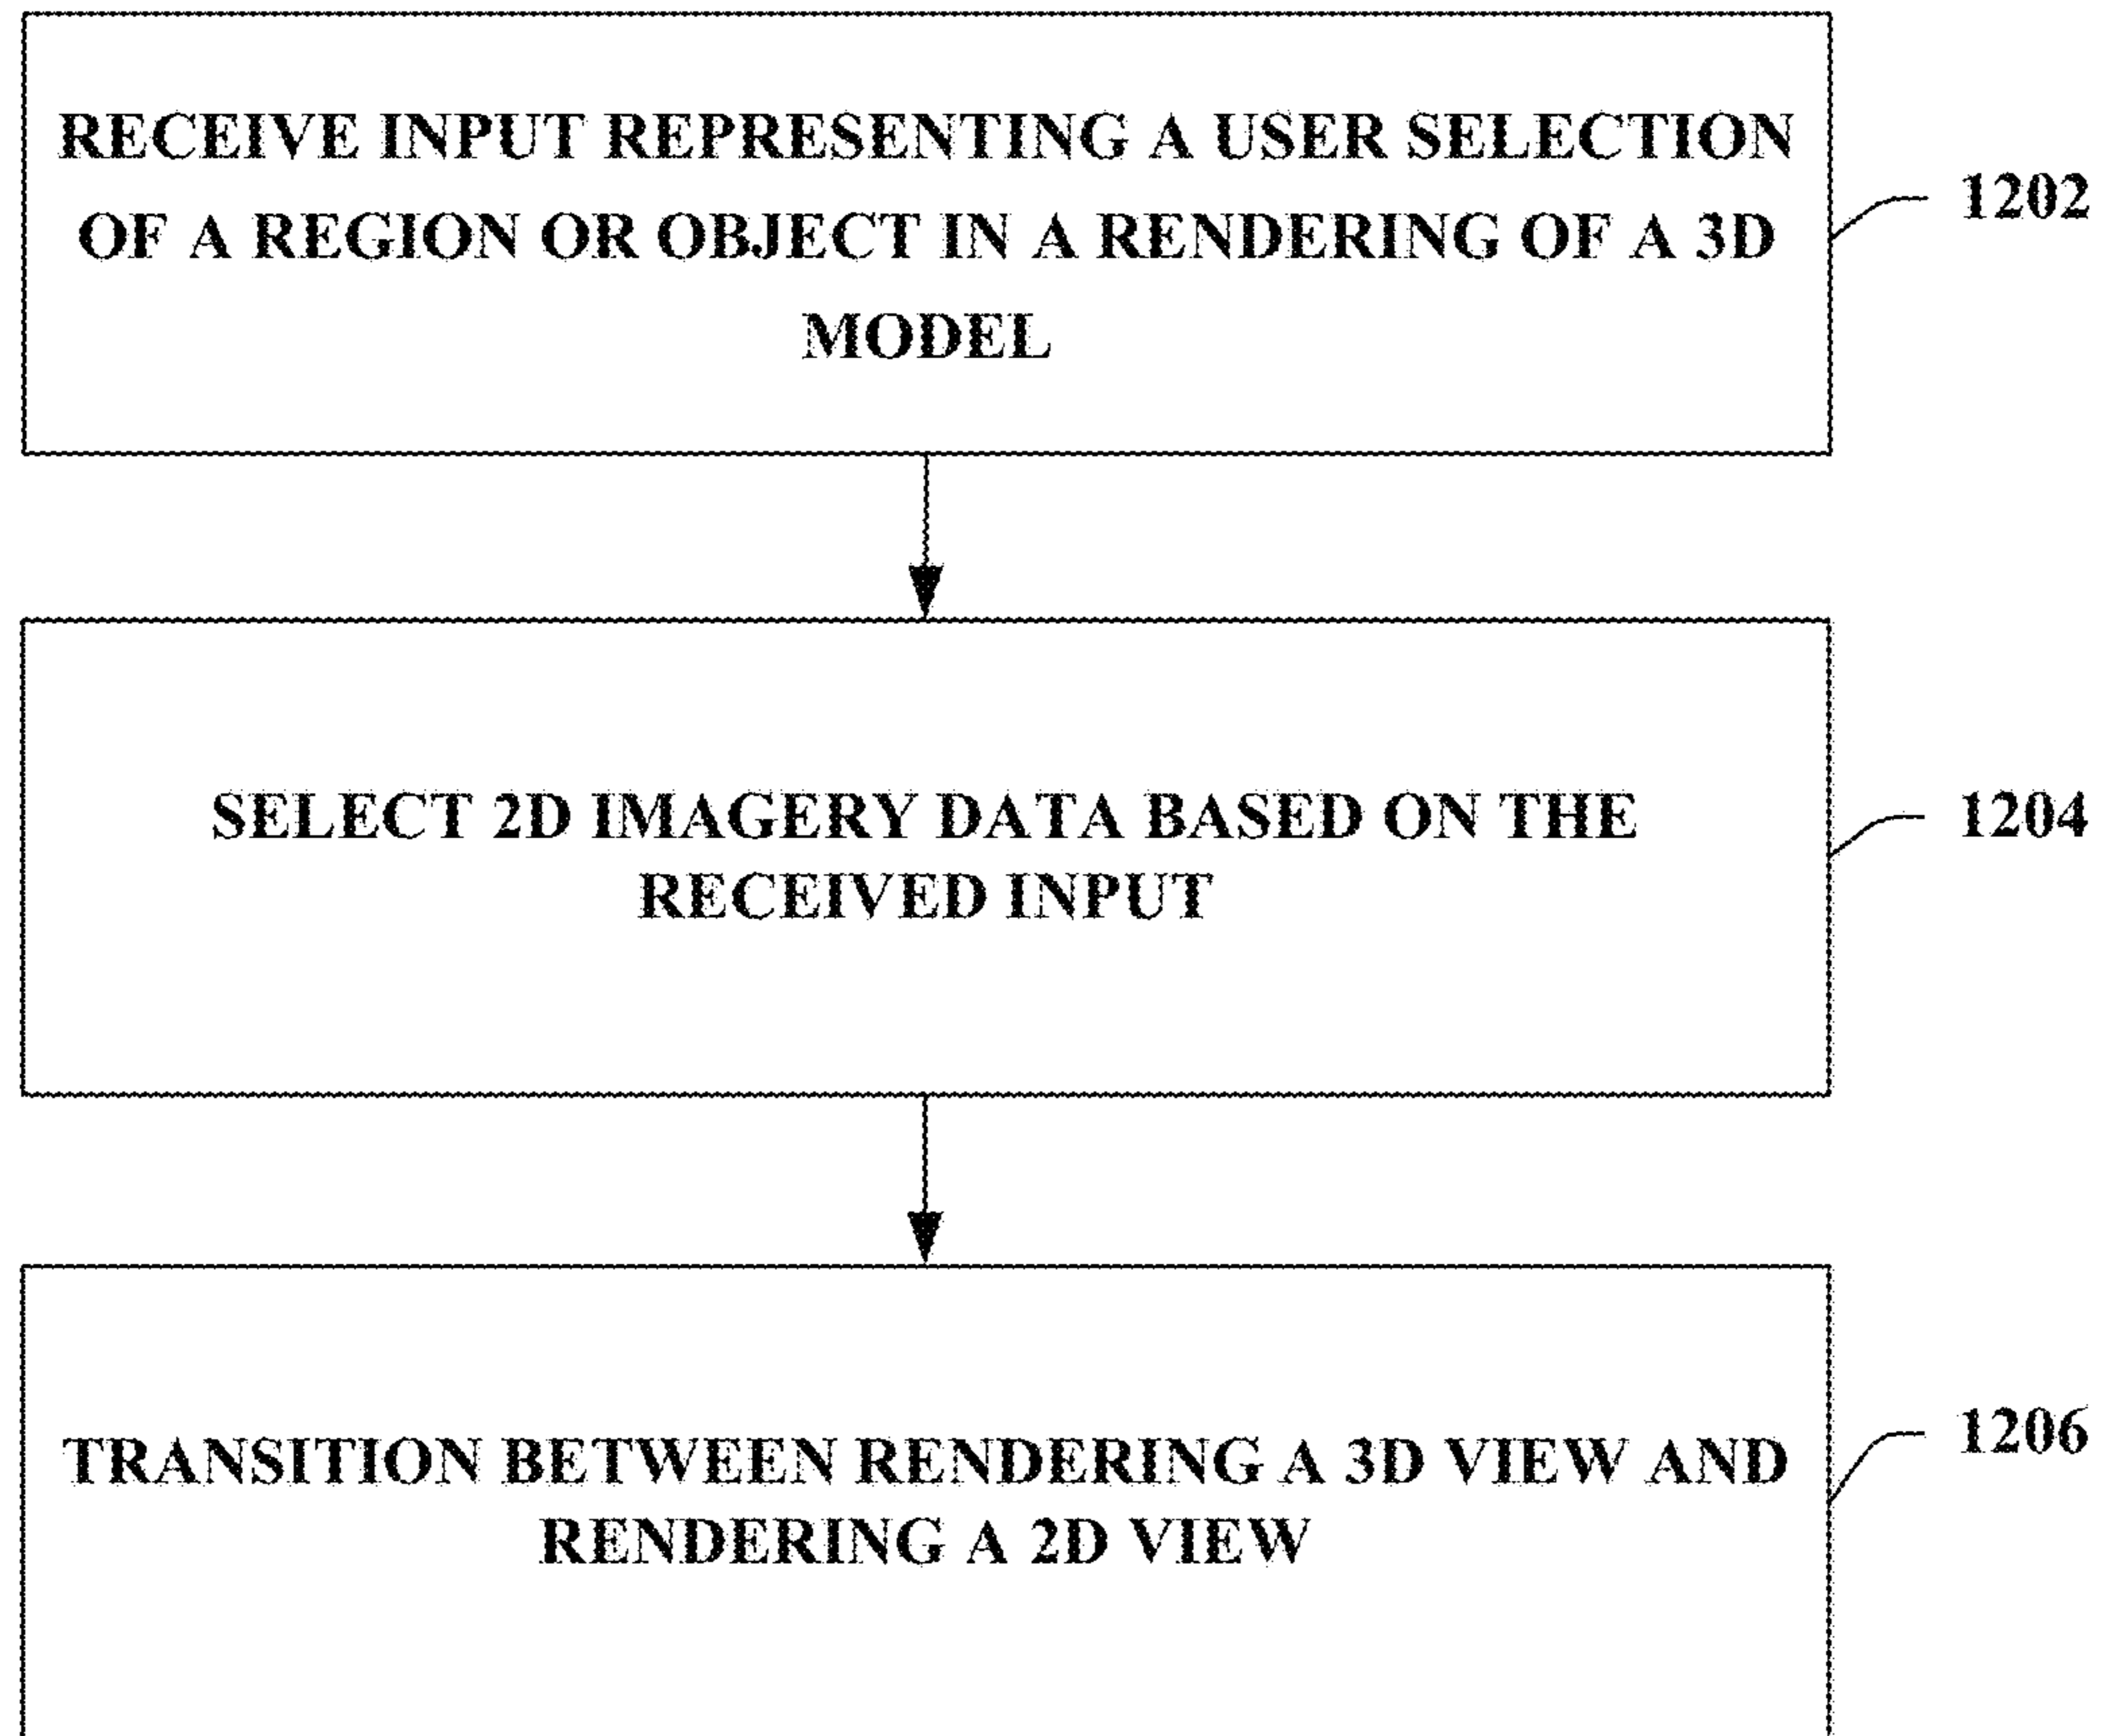 RECEIVE INPUT REPRESENTING A USER SELECTION
OF A REGION OR OBJECT IN A RENDERING OF A 3D
MODEL
1202
SELECT 2D IMAGERY DATA BASED ON THE
RECEIVED INPUT
1204
TRANSITION BETWEEN RENDERING A 3D VIEW AND
RENDERING A 2D VIEW
1206